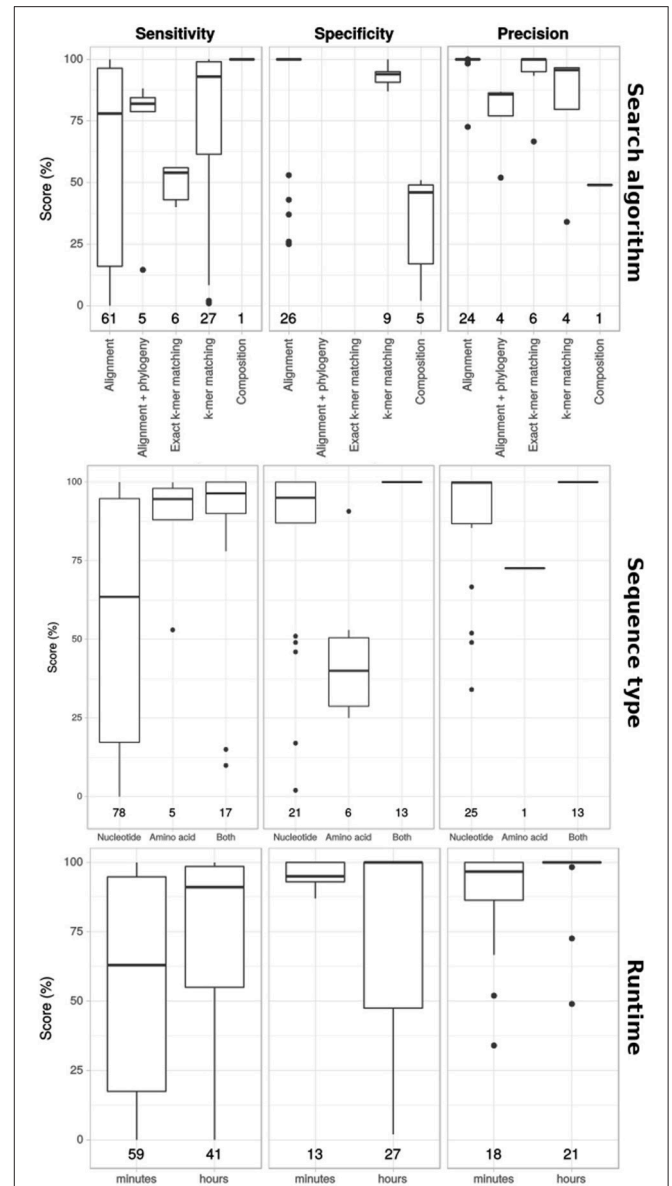 Sensitivity Specificity Precision
Search algorithm
Score (%)
100
75
50
25
0
61 5 6 27 1
26 9 5
24 4 6 4 1
Alignment
Alignment + phylogeny
Exact k-mer matching
k-mer matching
Composition
Alignment
Alignment + phylogeny
Exact k-mer matching
k-mer matching
Composition
Alignment
Alignment + phylogeny
Exact k-mer matching
k-mer matching
Composition
Sequence type
Score (%)
100
75
50
25
0
78 5 17
21 6 13
25 1 13
Nucleotide Amino acid Both
Nucleotide Amino acid Both
Nucleotide Amino acid Both
Runtime
Score (%)
100
75
50
25
0
59 41
13 27
18 21
minutes hours
minutes hours
minutes hours